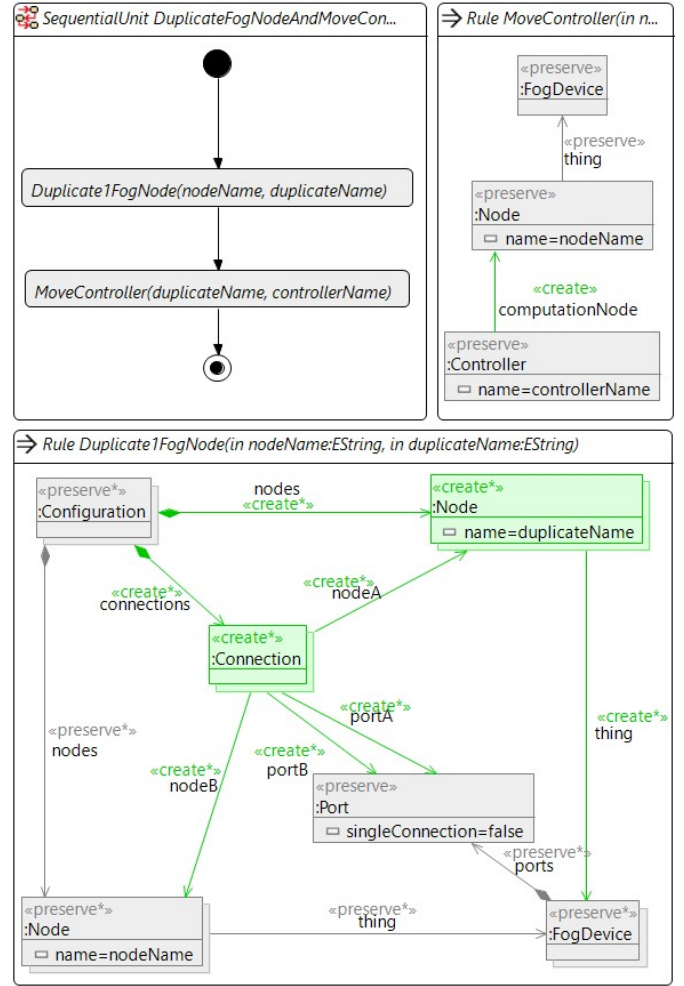 SequentialUnit DuplicateFogNodeAndMoveCon...
Duplicate1FogNode(nodeName, duplicateName)
MoveController(duplicateName, controllerName)
Rule MoveController(in n...
«preserve»
:FogDevice
«preserve»
thing
«preserve»
:Node
name=nodeName
«create»
computationNode
«preserve»
:Controller
name=controllerName
Rule Duplicate1FogNode(in nodeName:EString, in duplicateName:EString)
«preserve*»
:Configuration
nodes
«create*»
«create*»
:Node
name=duplicateName
«create*»
connections
«create*»
nodeA
«create*»
:Connection
«create*»
portA
«create*»
thing
«preserve*»
nodes
«create*»
portB
«create*»
nodeB
«preserve»
:Port
singleConnection=false
«preserve*»
ports
«preserve*»
:Node
name=nodeName
«preserve*»
thing
«preserve*»
:FogDevice